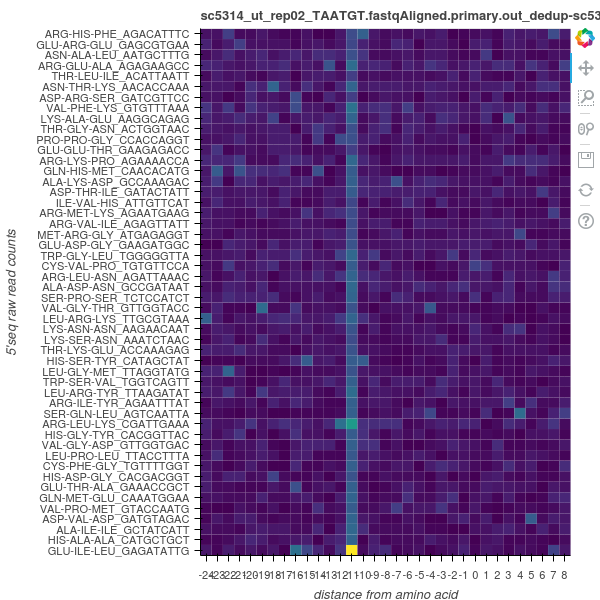 sc5314_ut_rep02_TAATGT.fastqAligned.primary.out_dedup-sc53
ARG-HIS-PHE_AGACATTTC
GLU-ARG-GLU_GAGCGTGAA
ASN-ALA-LEU_AATGCTTTG
ARG-GLU-ALA_AGAGAAGCC
THR-LEU-ILE_ACATTAATT
ASN-THR-LYS_AACACCAAA
ASP-ARG-SER_GATCGTTCC
VAL-PHE-LYS_GTGTTTAAA
LYS-ALA-GLU_AAGGCAGAG
THR-GLY-ASN_ACTGGTAAC
PRO-PRO-GLY_CCACCAGGT
GLU-GLU-THR_GAAGAGACC
ARG-LYS-PRO_AGAAAACCA
GLN-HIS-MET_CAACACATG
ALA-LYS-ASP_GCCAAAGAC
ASP-THR-ILE_GATACTATT
ILE-VAL-HIS_ATTGTTCAT
ARG-MET-LYS_AGAATGAAG
ARG-VAL-ILE_AGAGTTATT
MET-ARG-GLY_ATGAGAGGT
GLU-ASP-GLY_GAAGATGGC
TRP-GLY-LEU_TGGGGGTTA
CYS-VAL-PRO_TGTGTTCCA
ARG-LEU-ASN_AGATTAAAC
ALA-ASP-ASN_GCCGATAAT
SER-PRO-SER_TCTCCATCT
VAL-GLY-THR_GTTGGTACC
LEU-ARG-LYS_TTGCGTAAA
LYS-ASN-ASN_AAGAACAAT
LYS-SER-ASN_AAATCTAAC
THR-LYS-GLU_ACCAAAGAG
HIS-SER-TYR_CATAGCTAT
LEU-GLY-MET_TTAGGTATG
TRP-SER-VAL_TGGTCAGTT
LEU-ARG-TYR_TTAAGATAT
ARG-ILE-TYR_AGAATTTAT
SER-GLN-LEU_AGTCAATTA
ARG-LEU-LYS_CGATTGAAA
HIS-GLY-TYR_CACGGTTAC
VAL-GLY-ASP_GTTGGTGAC
LEU-PRO-LEU_TTACCTTTA
CYS-PHE-GLY_TGTTTTGGT
HIS-ASP-GLY_CACGACGGT
GLU-THR-ALA_GAAACCGCT
GLN-MET-GLU_CAAATGGAA
VAL-PRO-MET_GTACCAATG
ASP-VAL-ASP_GATGTAGAC
ALA-ILE-ILE_GCTATCATT
HIS-ALA-ALA_CATGCTGCT
GLU-ILE-LEU_GAGATATTG
5'seq raw read counts
-24-23-22-21-20-19-18-17-16-15-14-13-12-11-10-9 -8 -7 -6 -5 -4 -3 -2 -1 0 1 2 3 4 5 6 7 8
distance from amino acid